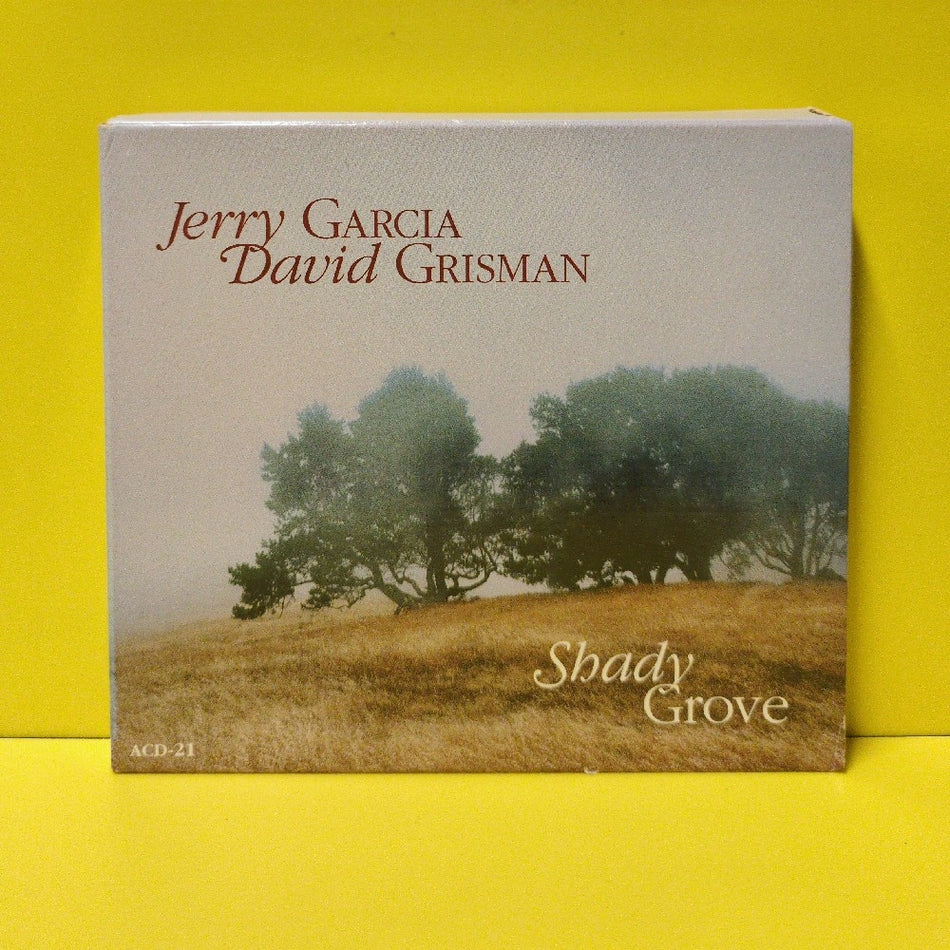 Jerry GARCIA
David GRISMAN
Shady
Grove
ACD-21